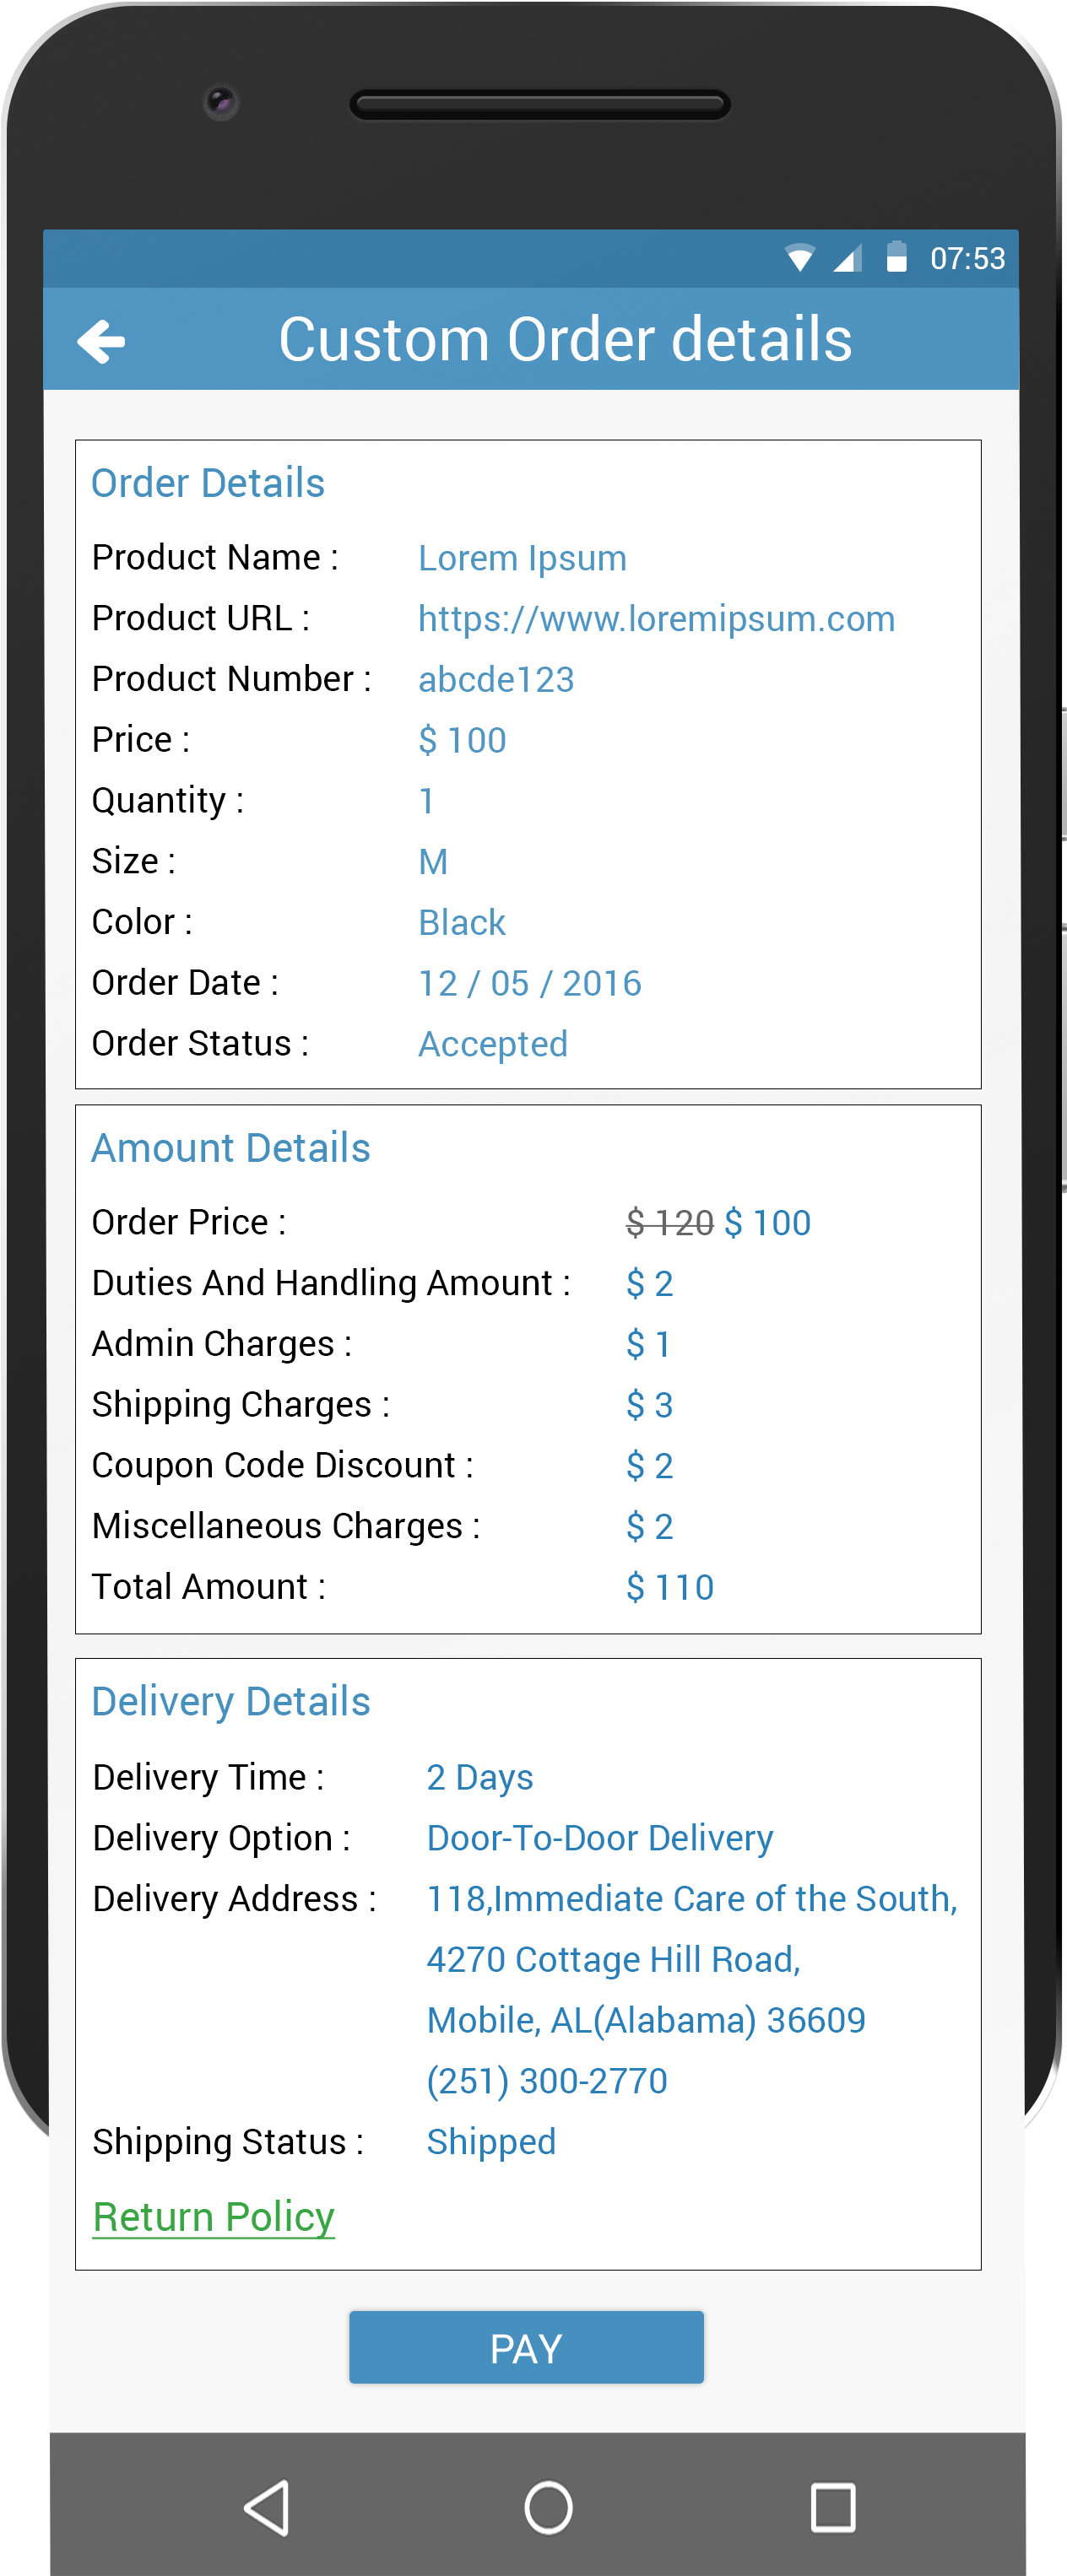 07:53
Custom Order details
Order Details
Product Name : Lorem Ipsum
Product URL : https://www.loremipsum.com
Product Number : abcde123
Price : $ 100
Quantity : 1
Size : M
Color : Black
Order Date : 12 / 05 / 2016
Order Status : Accepted
Amount Details
Order Price : $ 120 $ 100
Duties And Handling Amount : $ 2
Admin Charges : $ 1
Shipping Charges : $ 3
Coupon Code Discount : $ 2
Miscellaneous Charges : $ 2
Total Amount : $ 110
Delivery Details
Delivery Time : 2 Days
Delivery Option : Door-To-Door Delivery
Delivery Address : 118,Immediate Care of the South,
4270 Cottage Hill Road,
Mobile, AL(Alabama) 36609
(251) 300-2770
Shipping Status : Shipped
Return Policy
PAY